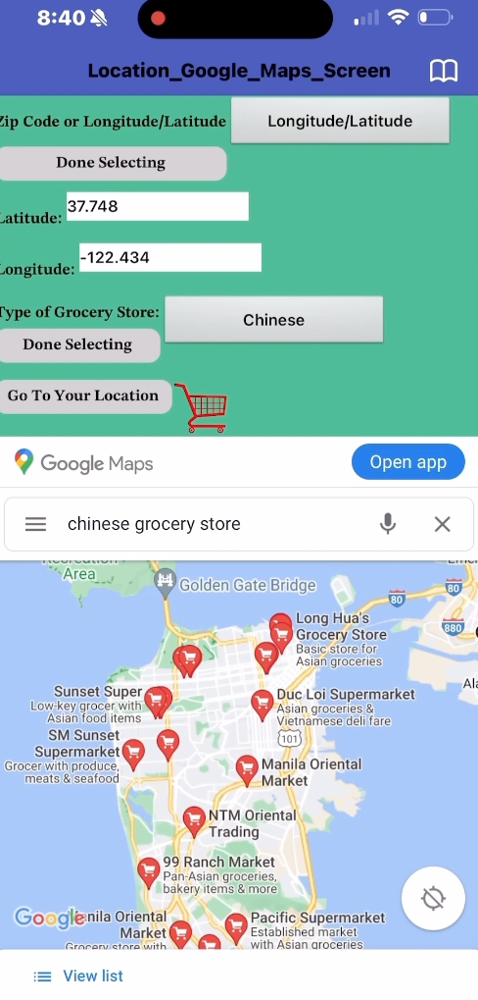 8:40
Location_Google_Maps_Screen
Zip Code or Longitude/Latitude
Longitude/Latitude
Done Selecting
Latitude:
37.748
Longitude:
-122.434
Type of Grocery Store:
Chinese
Done Selecting
Go To Your Location
Google Maps
Open app
chinese grocery store
Recreation
Area
Golden Gate Bridge
80
80
880
Long Hua's
Grocery Store
Basic store for
Asian groceries
Sunset Super
Low-key grocer with
Asian food items
Duc Loi Supermarket
Asian groceries &
Vietnamese deli fare
101
SM Sunset
Supermarket
Grocer with produce,
meats & seafood
Manila Oriental
Market
NTM Oriental
Trading
99 Ranch Market
Pan-Asian groceries,
bakery items & more
Google
nila Oriental
Market
Grocery store with
Pacific Supermarket
Established market
with Asian groceries
View list